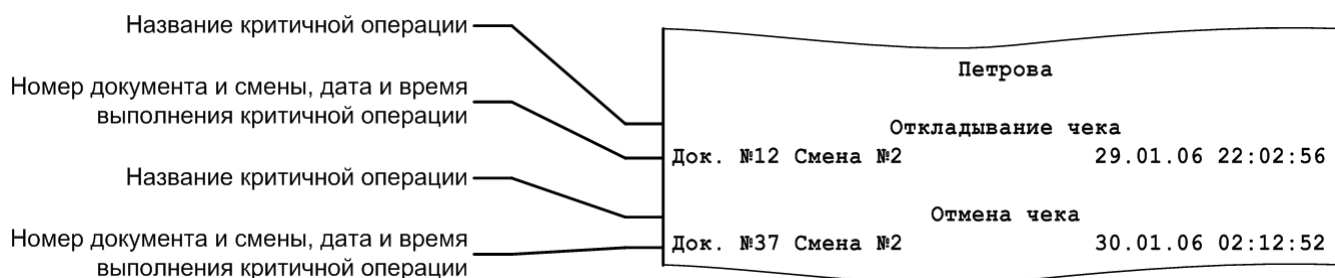 Название критичной операции
Номер документа и смены, дата и время
выполнения критичной операции
Название критичной операции
Номер документа и смены, дата и время
выполнения критичной операции
Петрова
Откладывание чека
Док. №12 Смена №2 29.01.06 22:02:56
Отмена чека
Док. №37 Смена №2 30.01.06 02:12:52